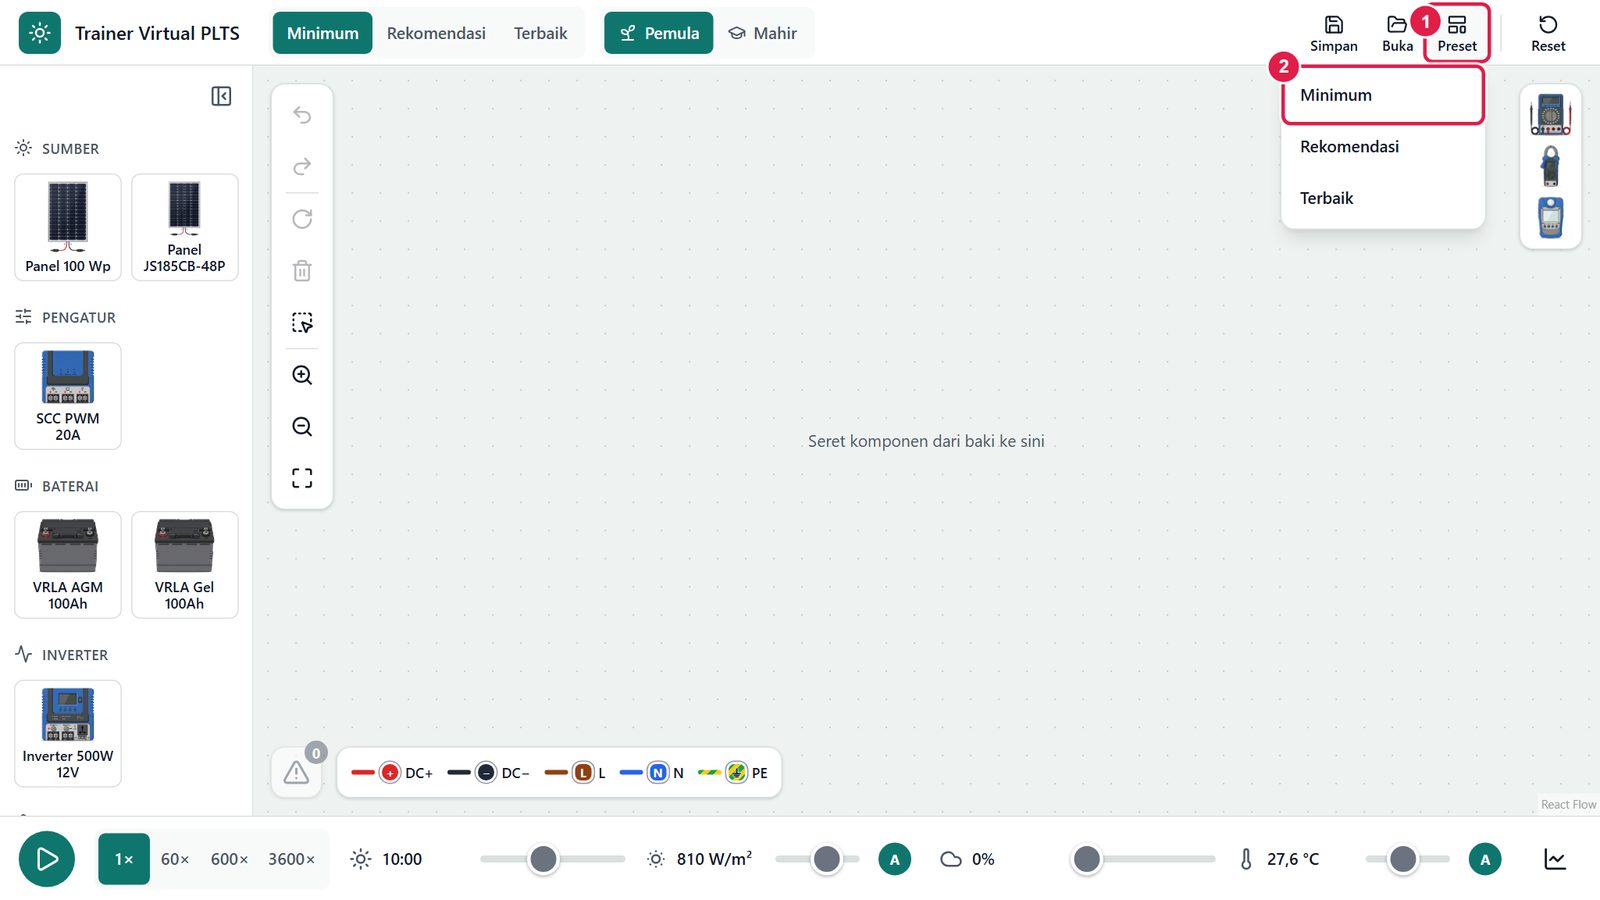 Trainer Virtual PLTS
Minimum
Rekomendasi
Terbaik
Pemula
Mahir
Simpan
Buka
1
Preset
Reset
2
Minimum
Rekomendasi
Terbaik
SUMBER
Panel 100 Wp
Panel
JS185CB-48P
PENGATUR
SCC PWM
20A
BATERAI
VRLA AGM
100Ah
VRLA Gel
100Ah
INVERTER
Inverter 500W
12V
Seret komponen dari baki ke sini
0
+ DC+
− DC−
L L
N N
PE
React Flow
1×
60×
600×
3600×
10:00
810 W/m²
A
0%
27,6 °C
A